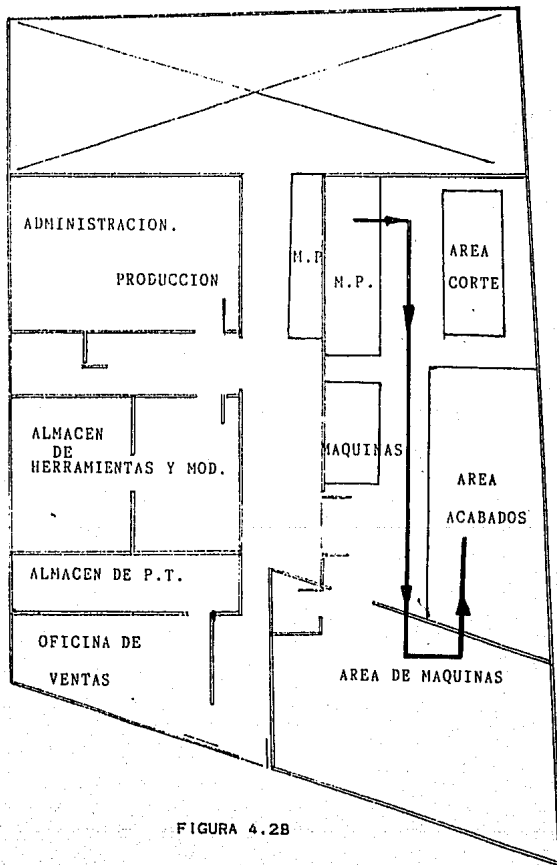 ADMINISTRACION.
PRODUCCION
M.P
M.P.
AREA
CORTE
ALMACEN
DE
HERRAMIENTAS Y MOD.
MAQUINAS
AREA
ACABADOS
ALMACEN DE P.T.
OFICINA DE
VENTAS
AREA DE MAQUINAS
FIGURA 4.2B